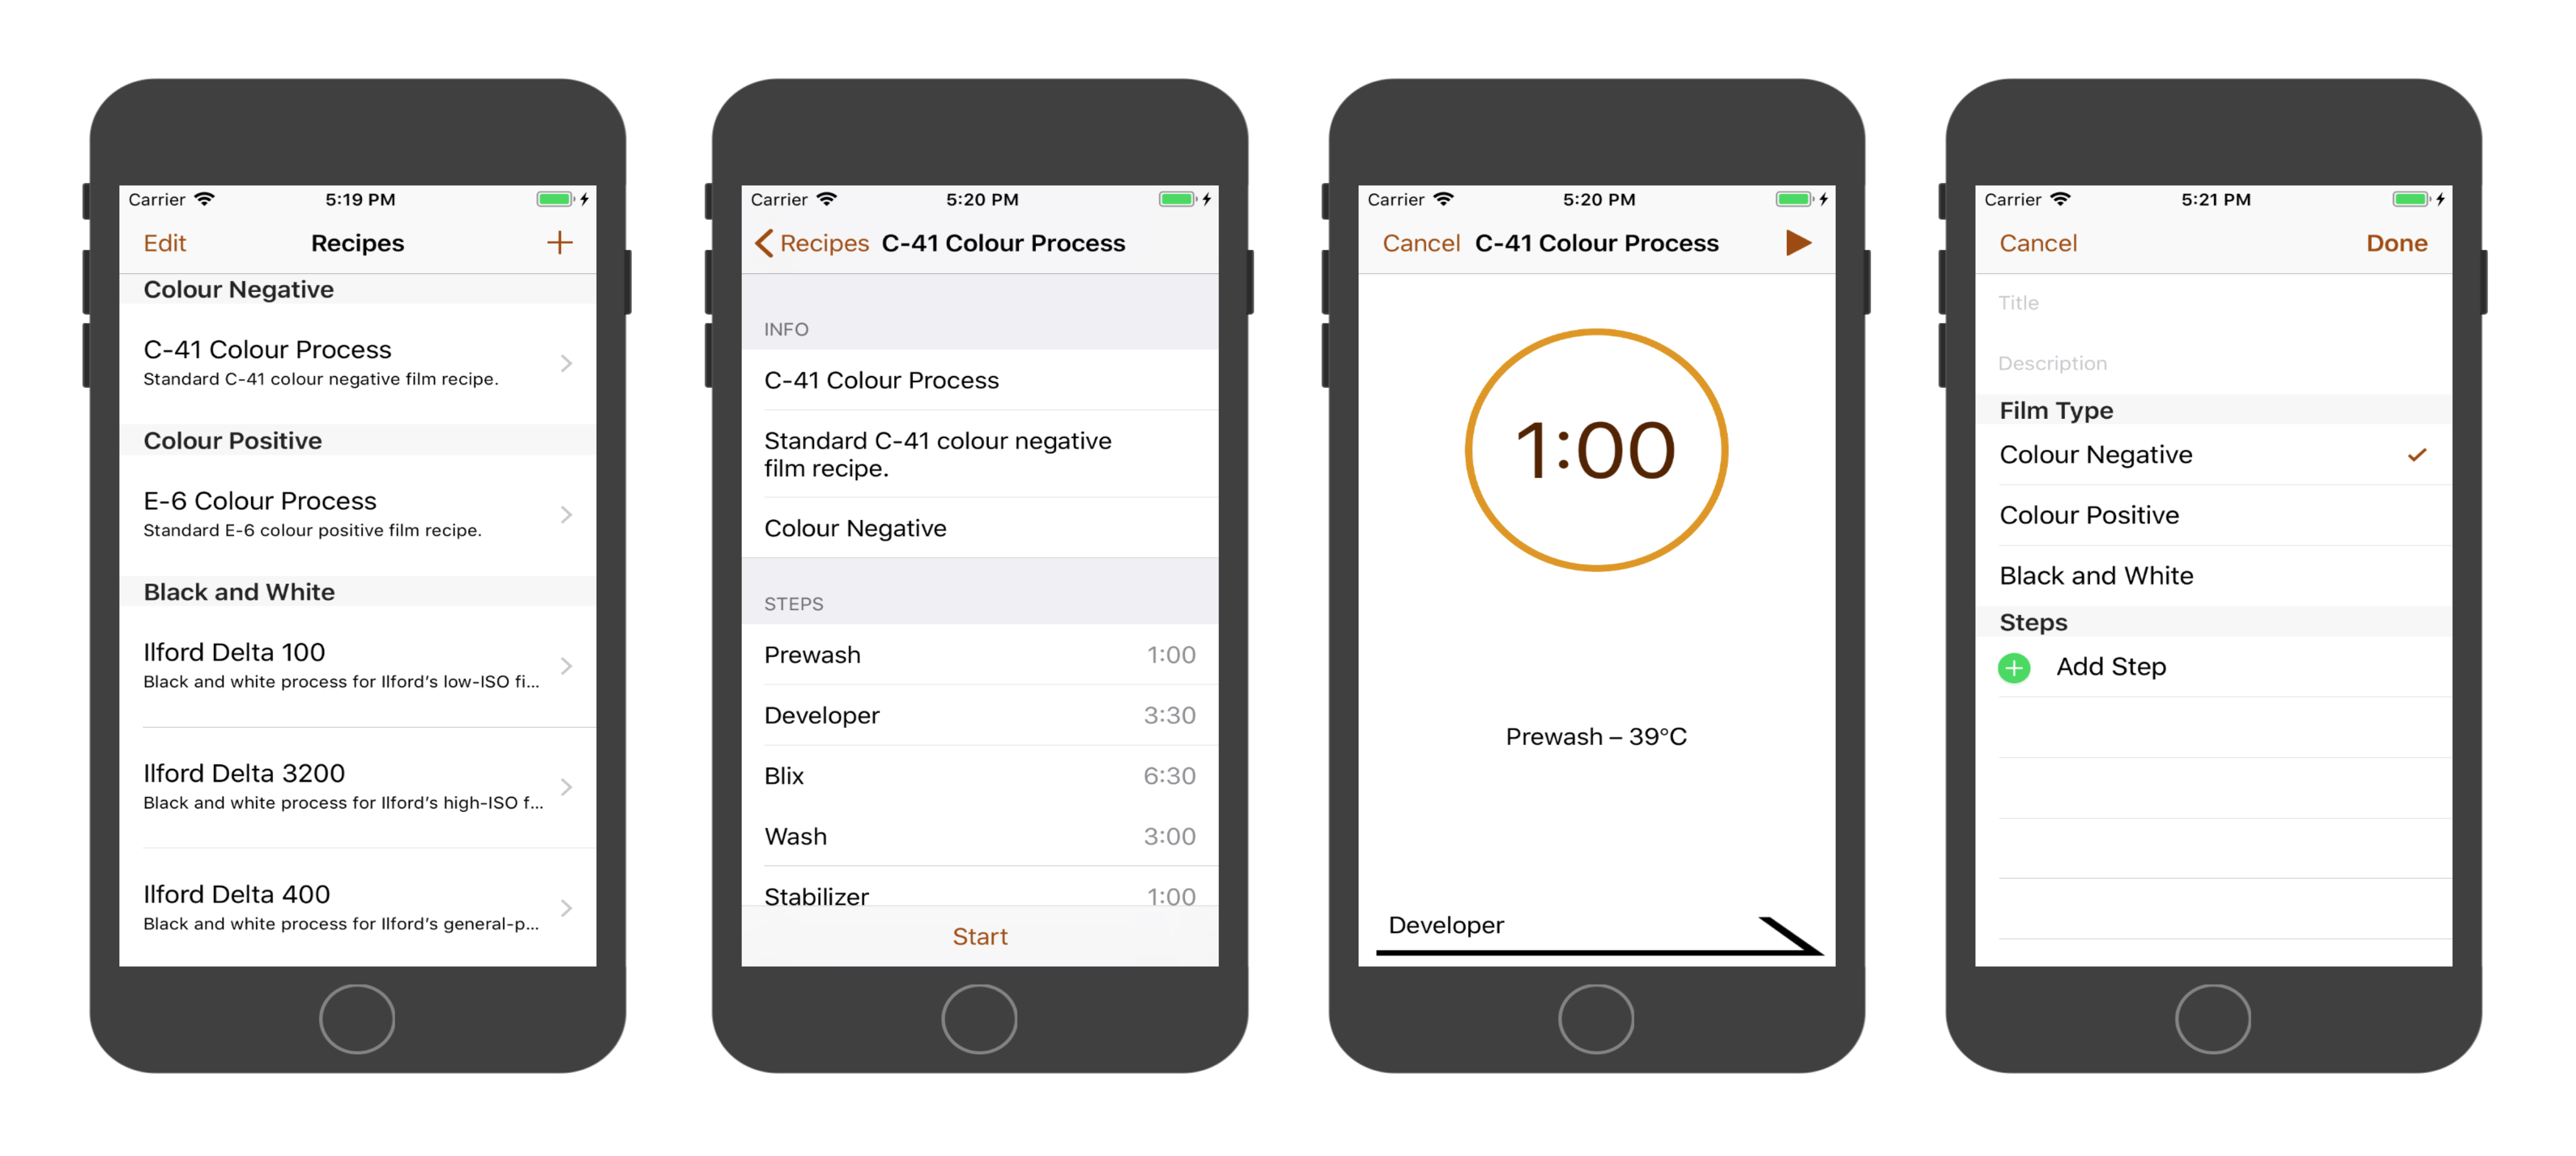 Carrier 5:19 PM
Edit Recipes +
Colour Negative
C-41 Colour Process
Standard C-41 colour negative film recipe.
Colour Positive
E-6 Colour Process
Standard E-6 colour positive film recipe.
Black and White
Ilford Delta 100
Black and white process for Ilford’s low-ISO fi...
Ilford Delta 3200
Black and white process for Ilford’s high-ISO f...
Ilford Delta 400
Black and white process for Ilford’s general-p...
Carrier 5:20 PM
Recipes C-41 Colour Process
INFO
C-41 Colour Process
Standard C-41 colour negative
film recipe.
Colour Negative
STEPS
Prewash 1:00
Developer 3:30
Blix 6:30
Wash 3:00
Stabilizer 1:00
Start
Carrier 5:20 PM
Cancel C-41 Colour Process
1:00
Prewash – 39°C
Developer
Carrier 5:21 PM
Cancel Done
Title
Description
Film Type
Colour Negative
Colour Positive
Black and White
Steps
Add Step